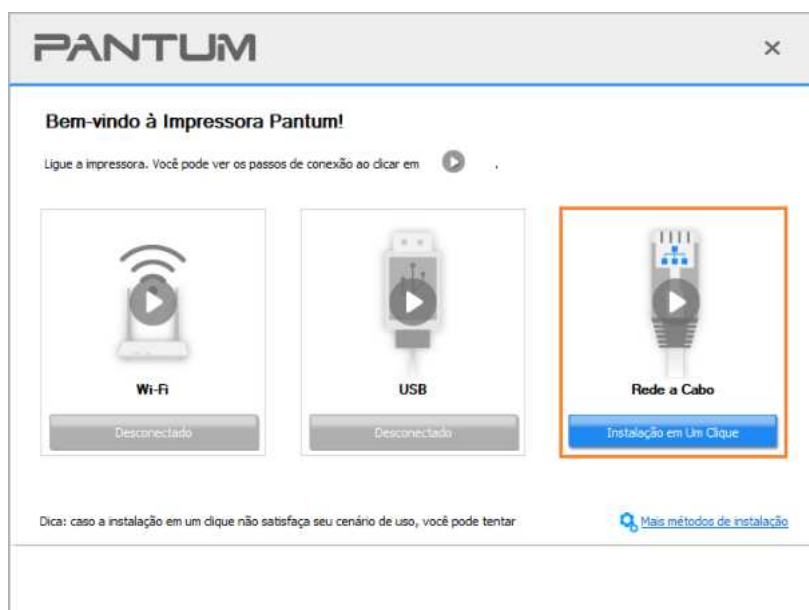 PANTUM
Bem-vindo à Impressora Pantum!
Ligue a impressora. Você pode ver os passos de conexão ao clicar em .
Wi-Fi
Desconectado
USB
Desconectado
Rede a Cabo
Instalação em Um Clique
Dica: caso a instalação em um clique não satisfaça seu cenário de uso, você pode tentar
Mais métodos de instalação